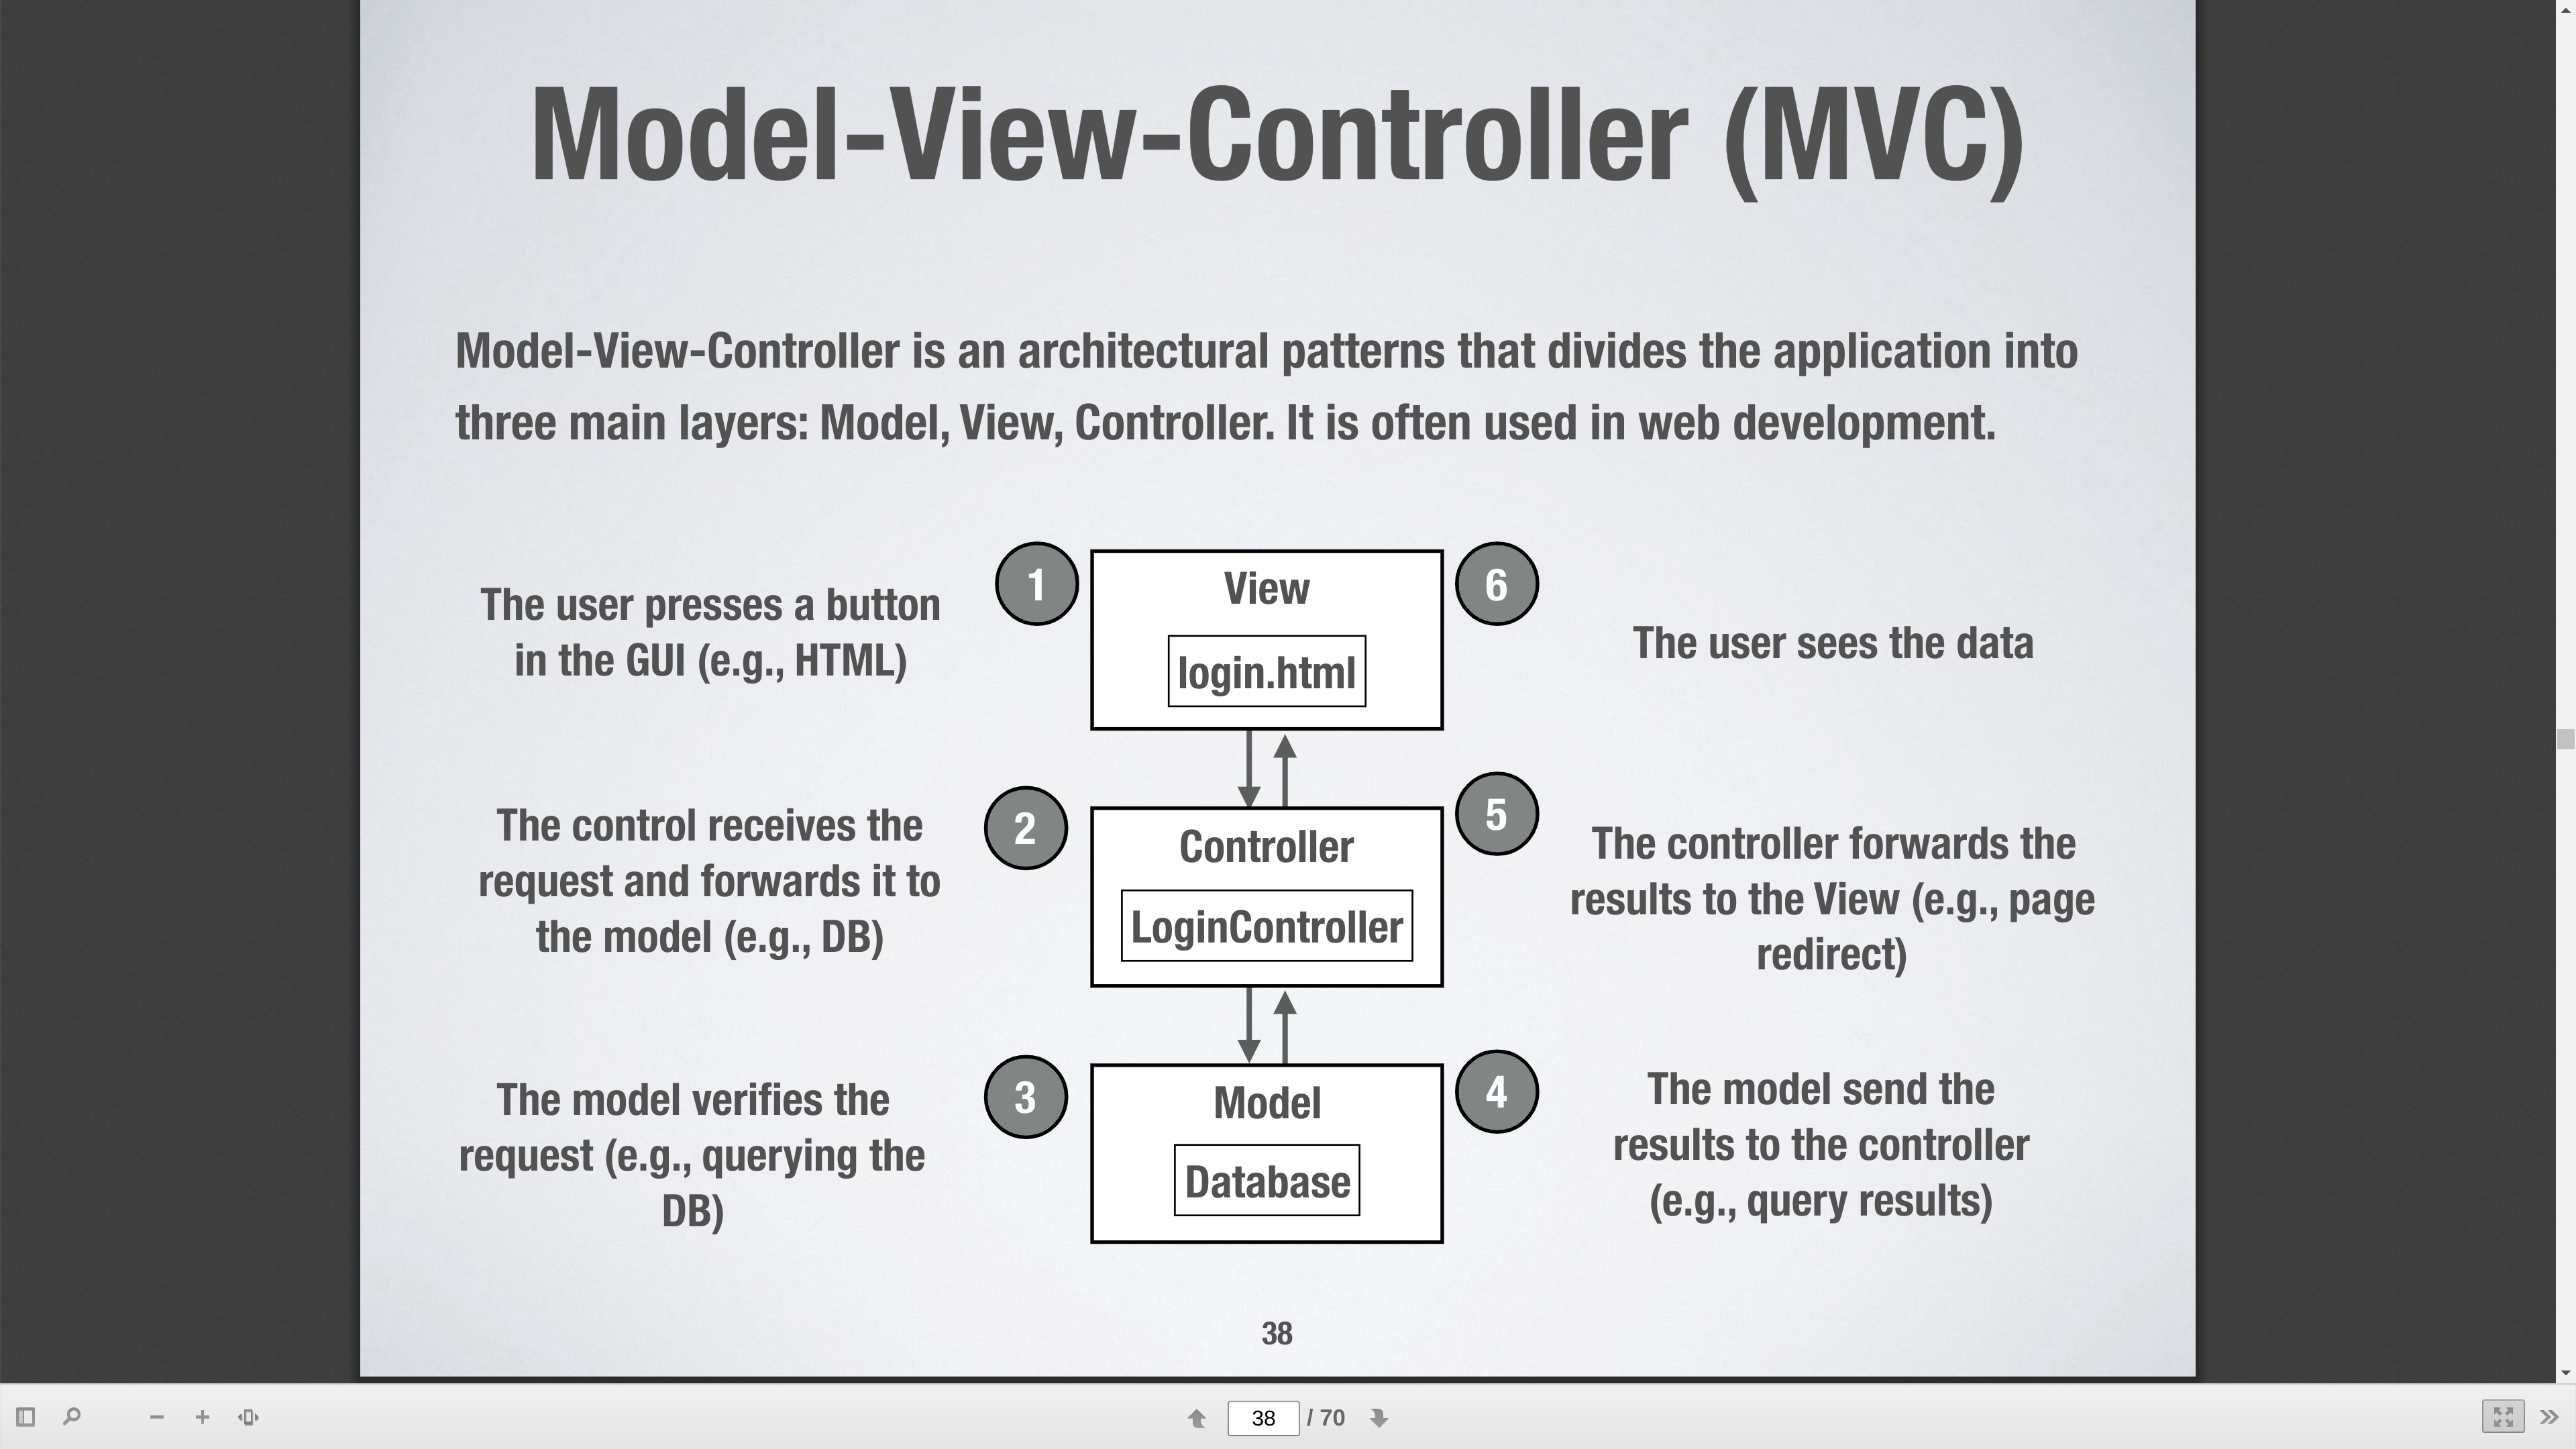 Model-View-Controller (MVC)
Model-View-Controller is an architectural patterns that divides the application into
three main layers: Model, View, Controller. It is often used in web development.
1
View
login.html
6
The user presses a button
in the GUI (e.g., HTML)
The user sees the data
2
Controller
LoginController
5
The control receives the
request and forwards it to
the model (e.g., DB)
The controller forwards the
results to the View (e.g., page
redirect)
3
Model
Database
4
The model verifies the
request (e.g., querying the
DB)
The model send the
results to the controller
(e.g., query results)
38
38 / 70